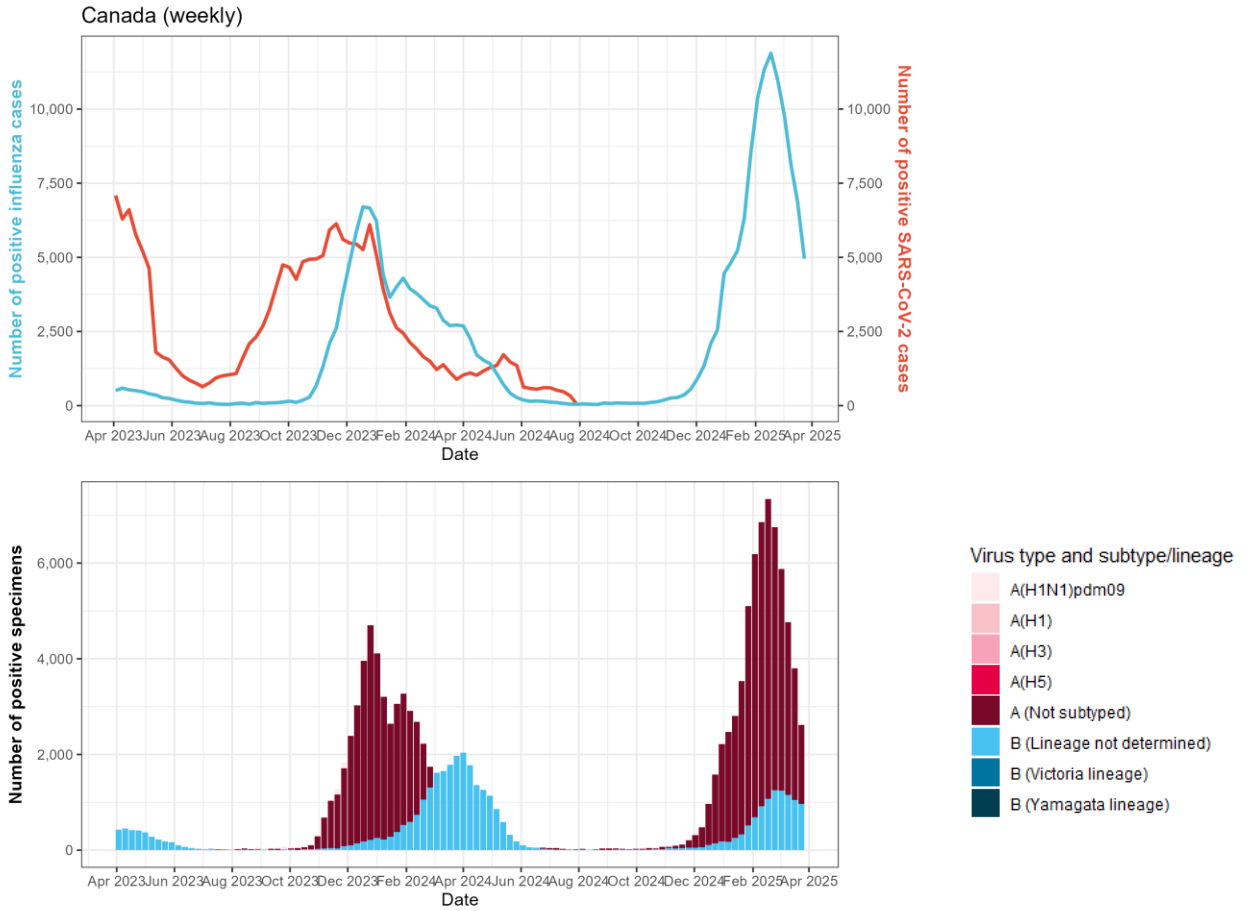 Canada (weekly)
Number of positive influenza cases
Number of positive SARS-CoV-2 cases
10,000
10,000
7,500
7,500
5,000
5,000
2,500
2,500
0
0
Apr 2023 Jun 2023 Aug 2023 Oct 2023 Dec 2023 Feb 2024 Apr 2024 Jun 2024 Aug 2024 Oct 2024 Dec 2024 Feb 2025 Apr 2025
Date
Number of positive specimens
6,000
4,000
2,000
0
Apr 2023 Jun 2023 Aug 2023 Oct 2023 Dec 2023 Feb 2024 Apr 2024 Jun 2024 Aug 2024 Oct 2024 Dec 2024 Feb 2025 Apr 2025
Date
Virus type and subtype/lineage
A(H1N1)pdm09
A(H1)
A(H3)
A(H5)
A (Not subtyped)
B (Lineage not determined)
B (Victoria lineage)
B (Yamagata lineage)